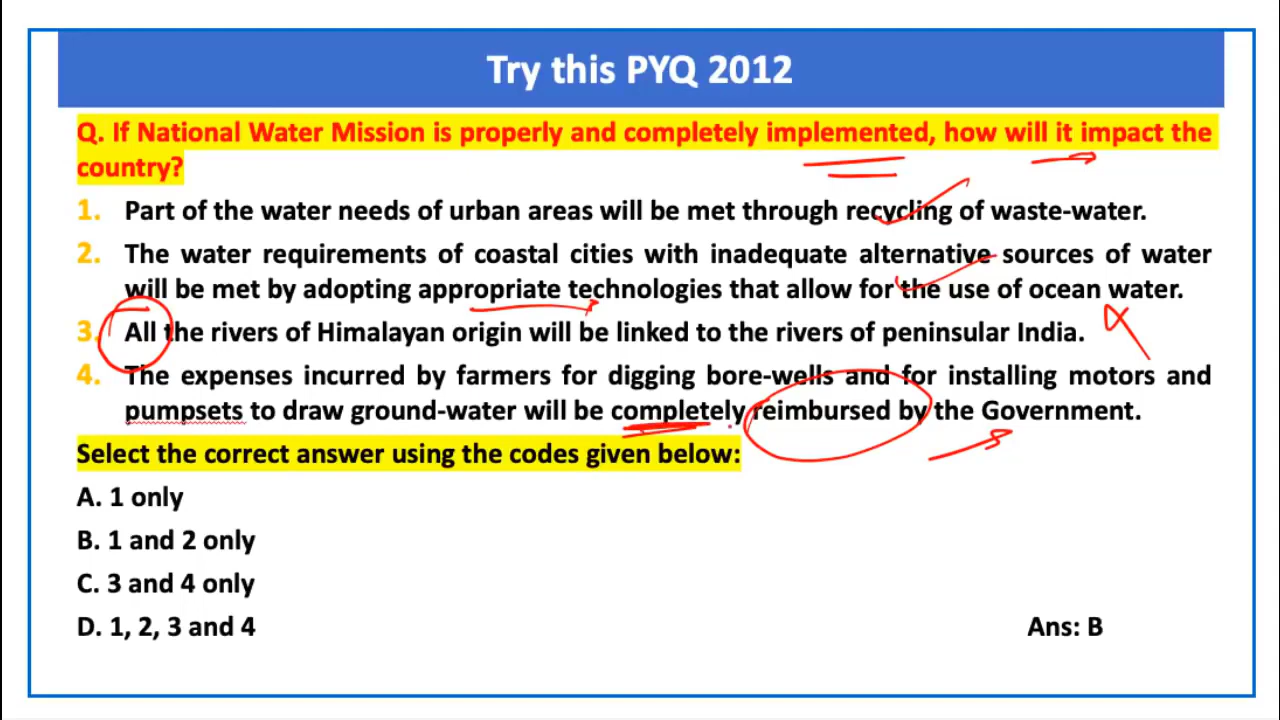 Try this PYQ 2012
Q. If National Water Mission is properly and completely implemented, how will it impact the
country?
1. Part of the water needs of urban areas will be met through recycling of waste-water.
2. The water requirements of coastal cities with inadequate alternative sources of water
will be met by adopting appropriate technologies that allow for the use of ocean water.
3. All the rivers of Himalayan origin will be linked to the rivers of peninsular India.
4. The expenses incurred by farmers for digging bore-wells and for installing motors and
pumpsets to draw ground-water will be completely reimbursed by the Government.
Select the correct answer using the codes given below:
A. 1 only
B. 1 and 2 only
C. 3 and 4 only
D. 1, 2, 3 and 4
Ans: B